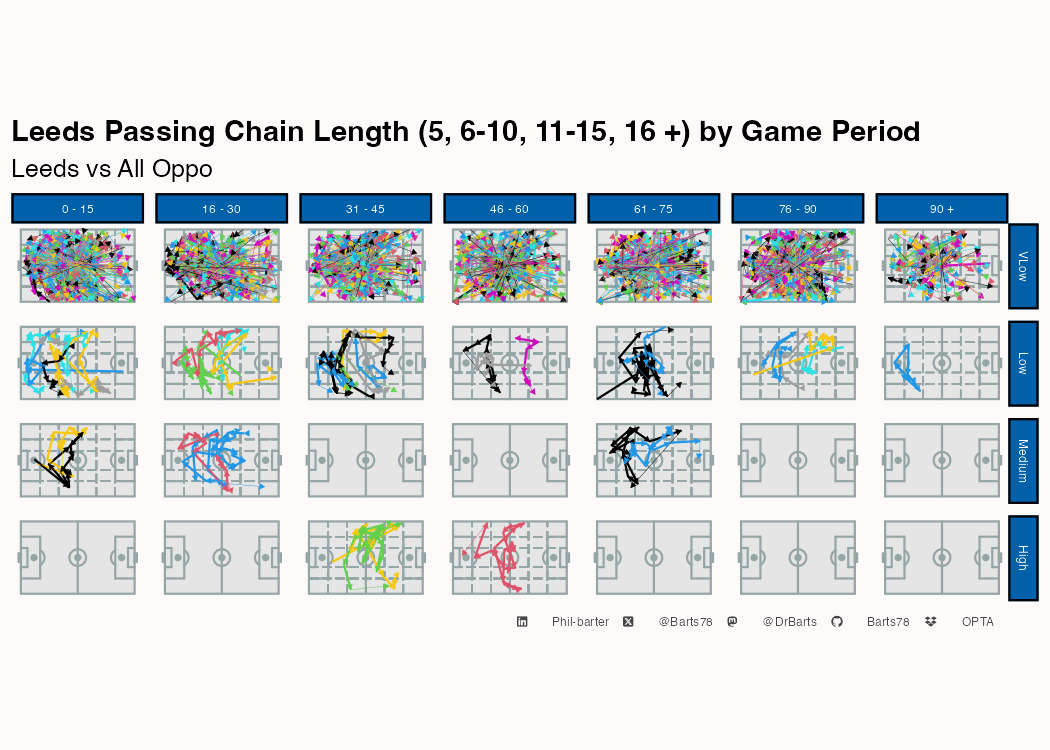 Leeds Passing Chain Length (5, 6-10, 11-15, 16 +) by Game Period
Leeds vs All Oppo
0 - 15 16 - 30 31 - 45 46 - 60 61 - 75 76 - 90 90 +
VLow
Low
Medium
High
Phil-barter @Barts78 @DrBarts Barts78 OPTA